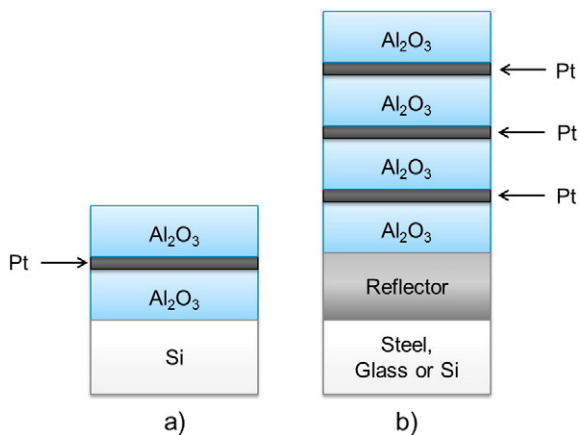 Al₂O₃
Pt
Al₂O₃
Si
a)
Al₂O₃
Pt
Al₂O₃
Pt
Al₂O₃
Pt
Al₂O₃
Reflector
Steel,
Glass or Si
b)